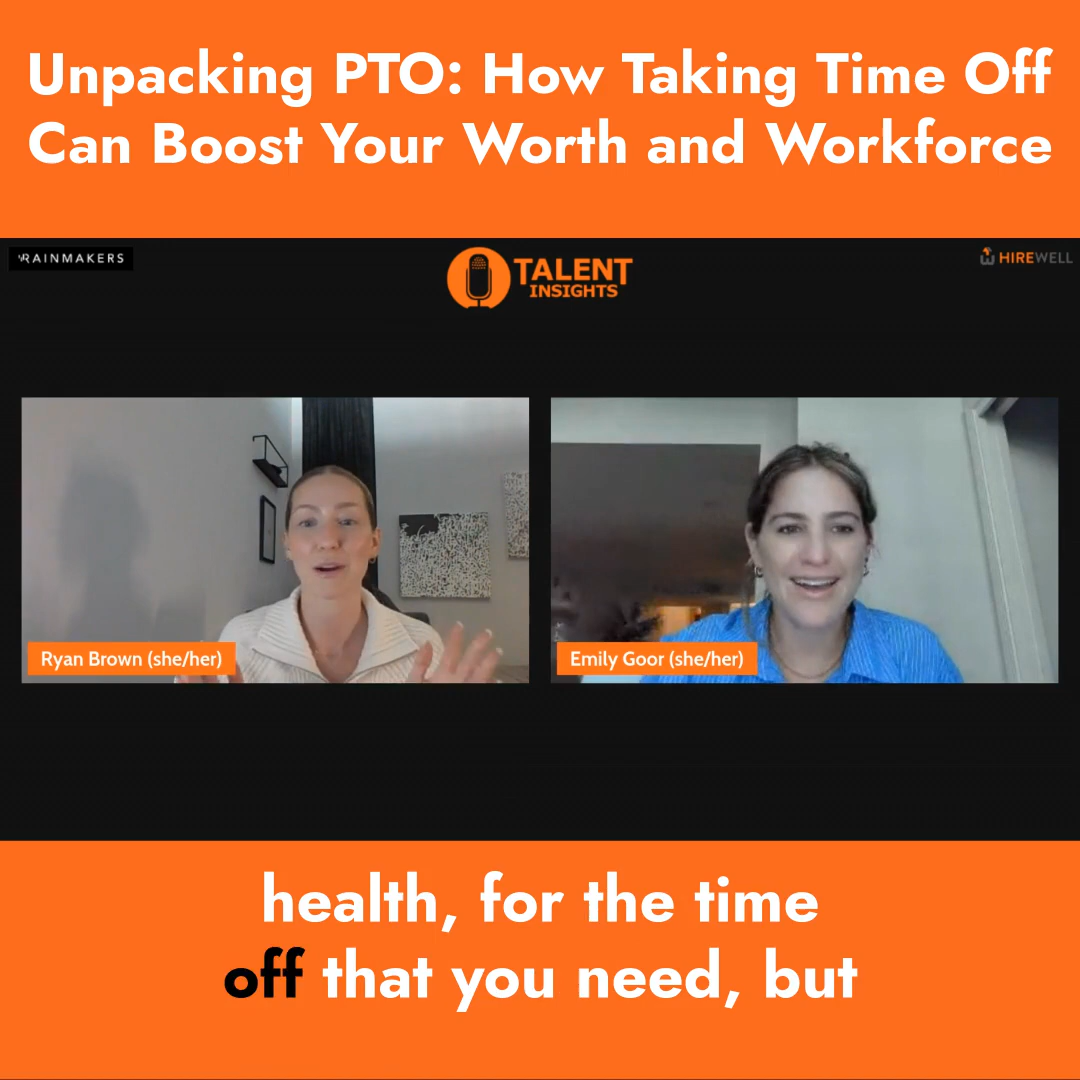 Unpacking PTO: How Taking Time Off
Can Boost Your Worth and Workforce
RAINMAKERS
TALENT
INSIGHTS
HIREWELL
Ryan Brown (she/her)
Emily Goor (she/her)
health, for the time
off that you need, but